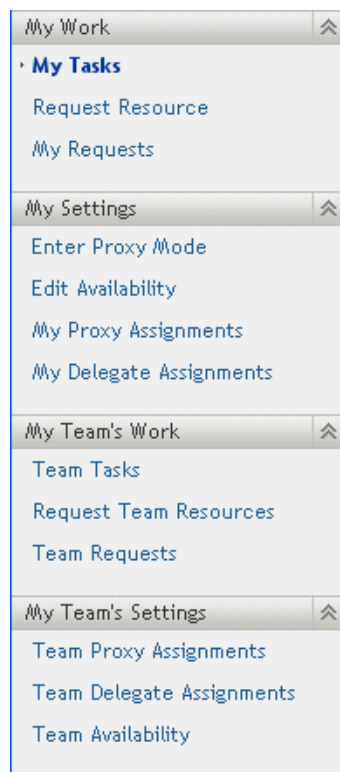 My Work
My Tasks
Request Resource
My Requests
My Settings
Enter Proxy Mode
Edit Availability
My Proxy Assignments
My Delegate Assignments
My Team's Work
Team Tasks
Request Team Resources
Team Requests
My Team's Settings
Team Proxy Assignments
Team Delegate Assignments
Team Availability